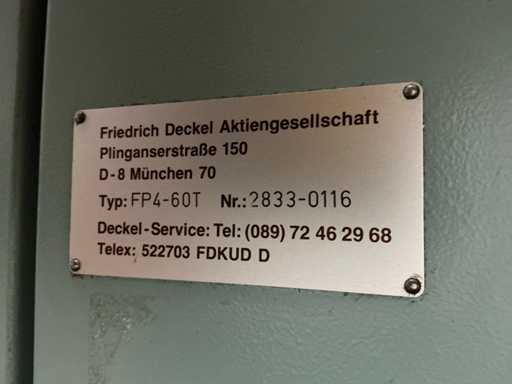 Friedrich Deckel Aktiengesellschaft
Plinganserstraße 150
D-8 München 70
Typ: FP4-60T Nr.: 2833-0116
Deckel-Service: Tel: (089) 72 46 29 68
Telex: 522703 FDKUD D